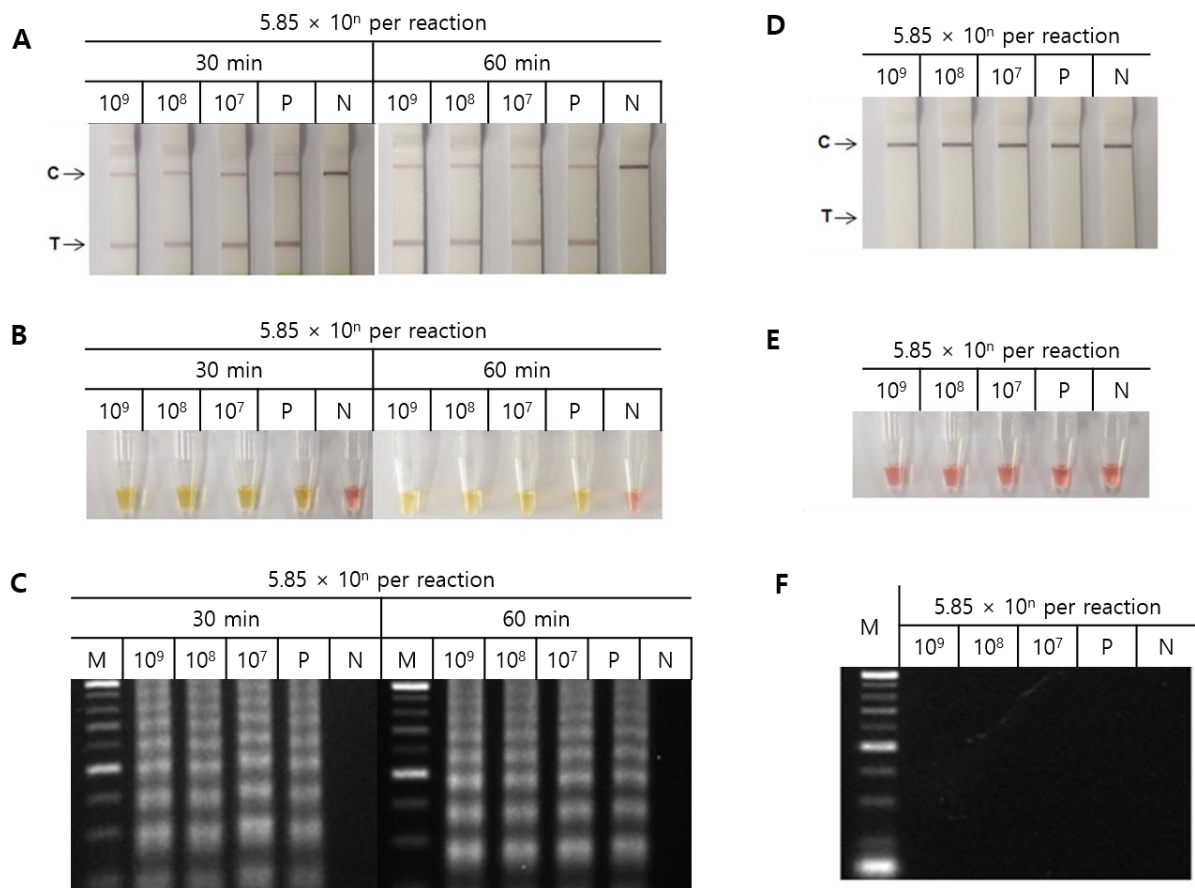 A
5.85 × 10ⁿ per reaction
30 min 60 min
10⁹ 10⁸ 10⁷ P N 10⁹ 10⁸ 10⁷ P N
C→
T→
B
5.85 × 10ⁿ per reaction
30 min 60 min
10⁹ 10⁸ 10⁷ P N 10⁹ 10⁸ 10⁷ P N
C
5.85 × 10ⁿ per reaction
30 min 60 min
M 10⁹ 10⁸ 10⁷ P N M 10⁹ 10⁸ 10⁷ P N
D
5.85 × 10ⁿ per reaction
10⁹ 10⁸ 10⁷ P N
C→
T→
E
5.85 × 10ⁿ per reaction
10⁹ 10⁸ 10⁷ P N
F
5.85 × 10ⁿ per reaction
M 10⁹ 10⁸ 10⁷ P N